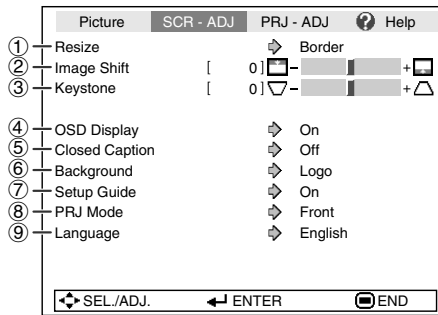 Picture SCR - ADJ PRJ - ADJ ? Help
① Resize Border
② Image Shift [ 0 ] − +
③ Keystone [ 0 ] − +
④ OSD Display On
⑤ Closed Caption Off
⑥ Background Logo
⑦ Setup Guide On
⑧ PRJ Mode Front
⑨ Language English
SEL./ADJ. ENTER END